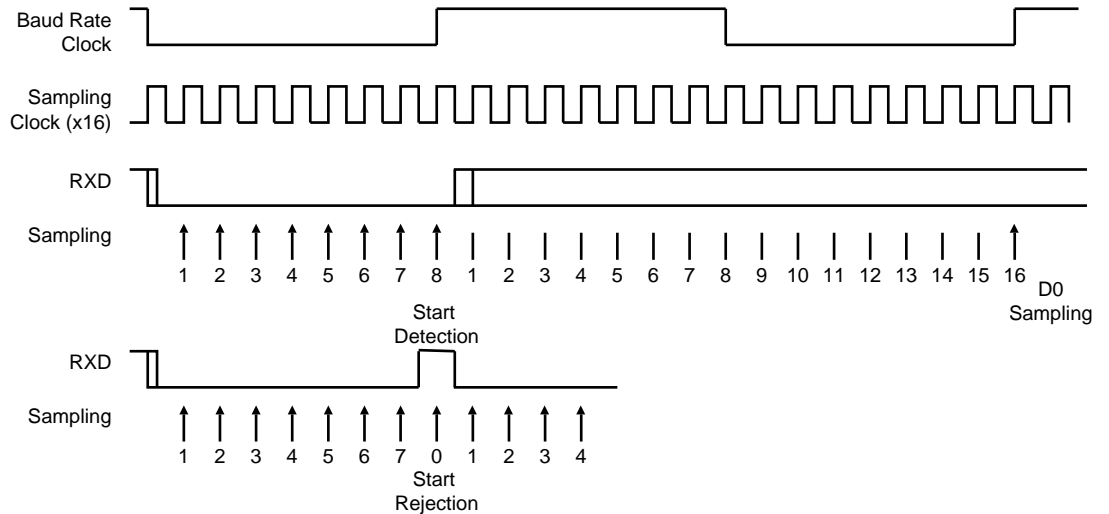 Baud Rate
Clock
Sampling
Clock (x16)
RXD
Sampling
1 2 3 4 5 6 7 8 1 2 3 4 5 6 7 8 9 10 11 12 13 14 15 16
D0
Sampling
Start
Detection
RXD
Sampling
1 2 3 4 5 6 7 0 1 2 3 4
Start
Rejection